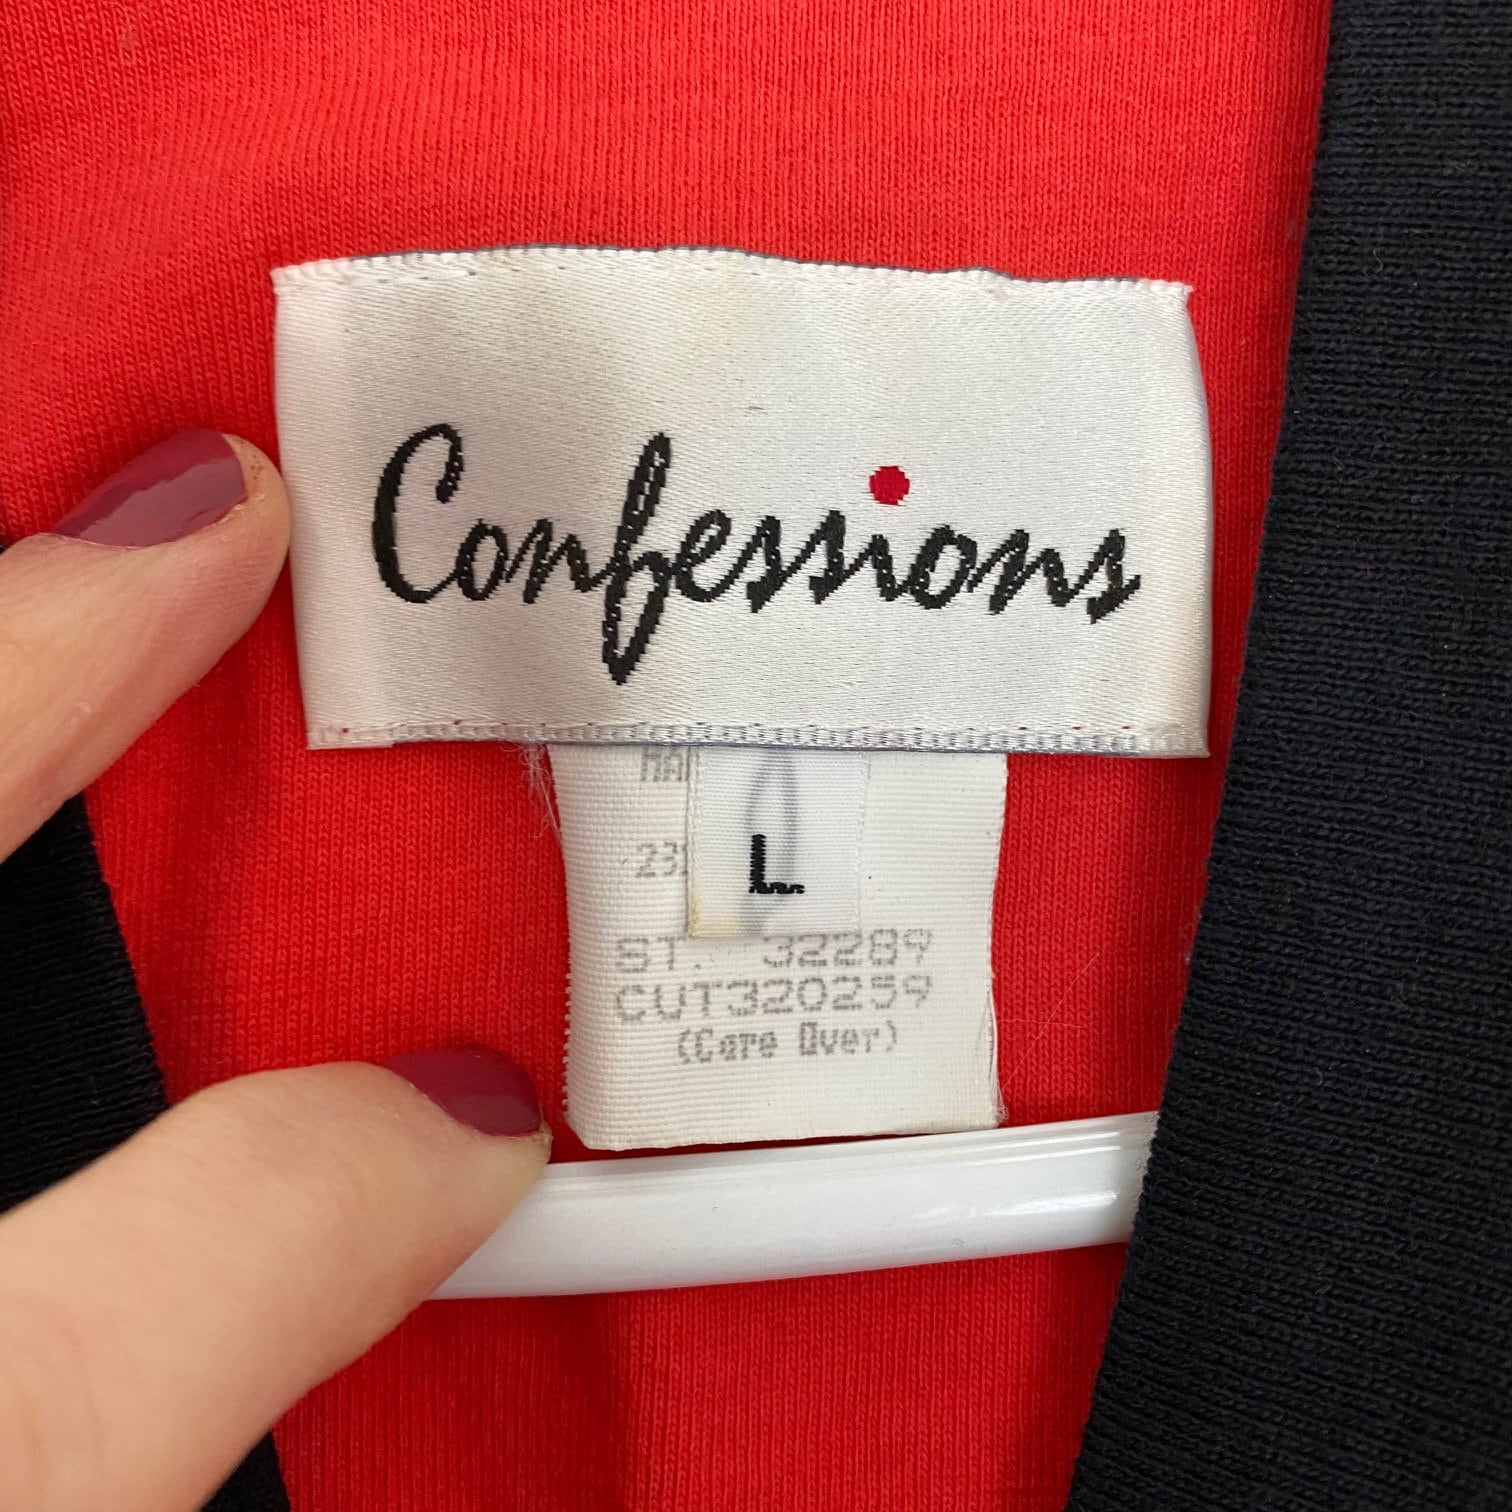 Confessions
L
ST. 32289
CUT320259
(Care Over)